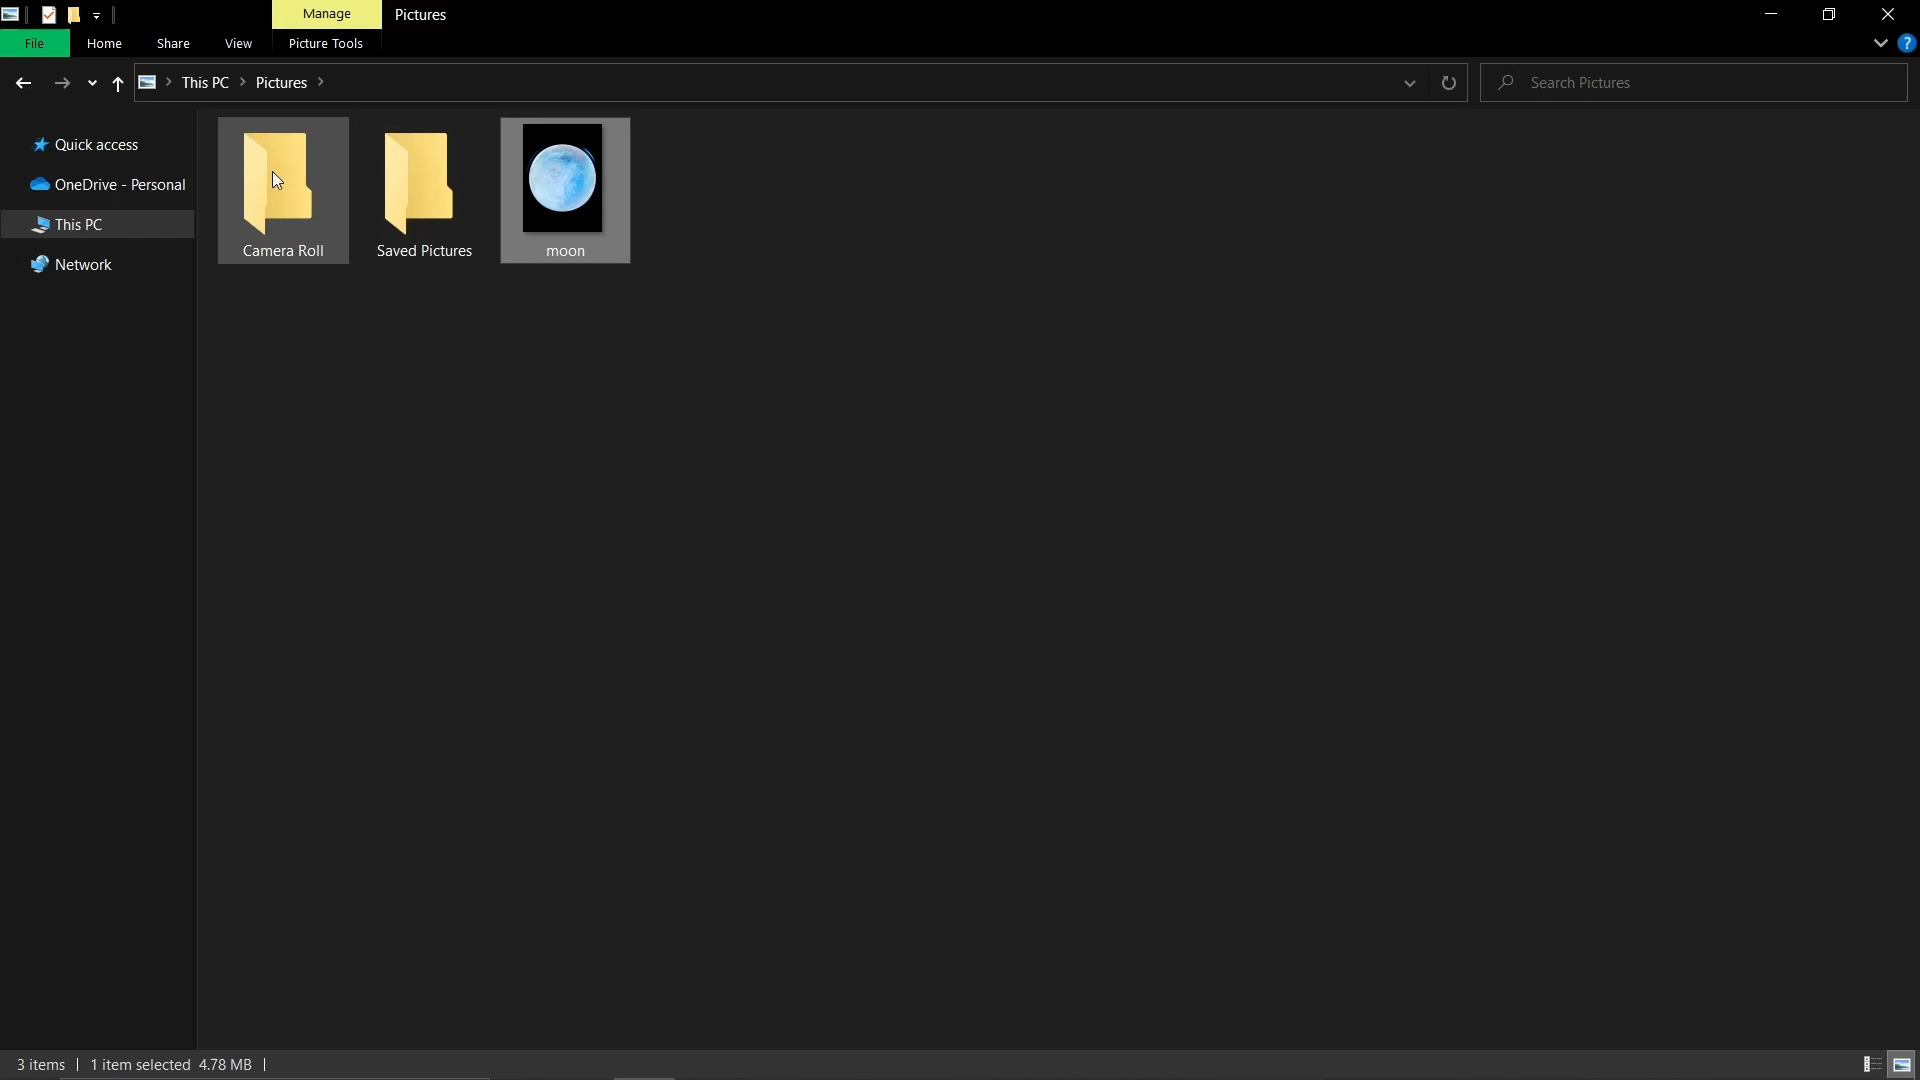 Manage
Pictures
File
Home
Share
View
Picture Tools
This PC
Pictures
Search Pictures
Quick access
OneDrive - Personal
This PC
Network
Camera Roll
Saved Pictures
moon
3 items
1 item selected 4.78 MB